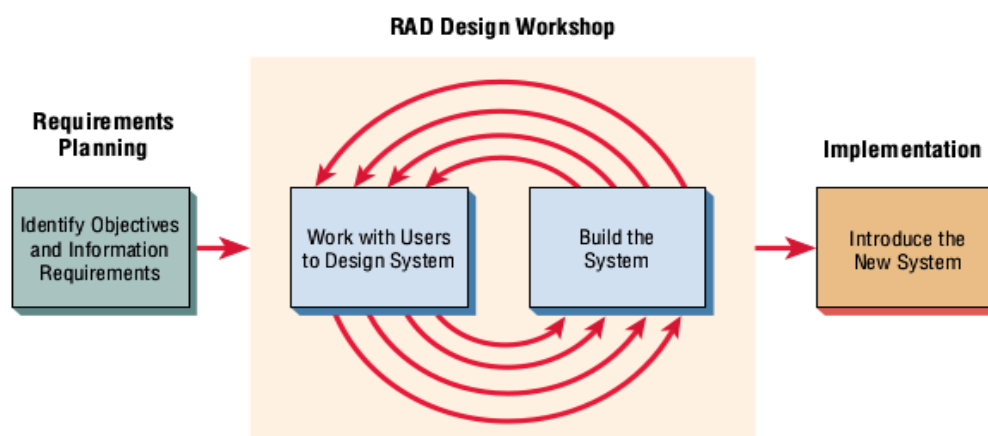 RAD Design Workshop
Requirements
Planning
Identify Objectives
and Information
Requirements
Work with Users
to Design System
Build the
System
Implementation
Introduce the
New System